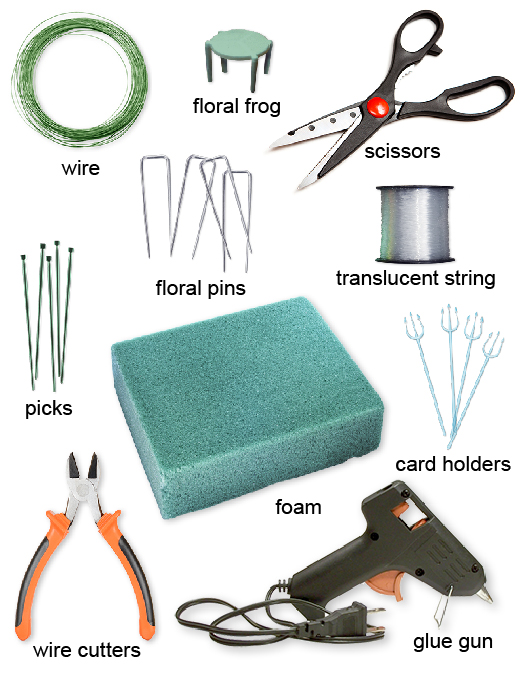 floral frog
scissors
wire
floral pins
translucent string
picks
card holders
foam
wire cutters
glue gun